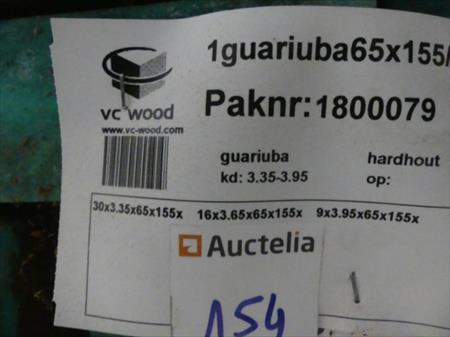 1guariuba65x155/
Paknr:1800079
vc wood
www.vc-wood.com
guariuba hardhout
kd: 3.35-3.95 op:
30x3.35x65x155x 16x3.65x65x155x 9x3.95x65x155x
Auctelia
154